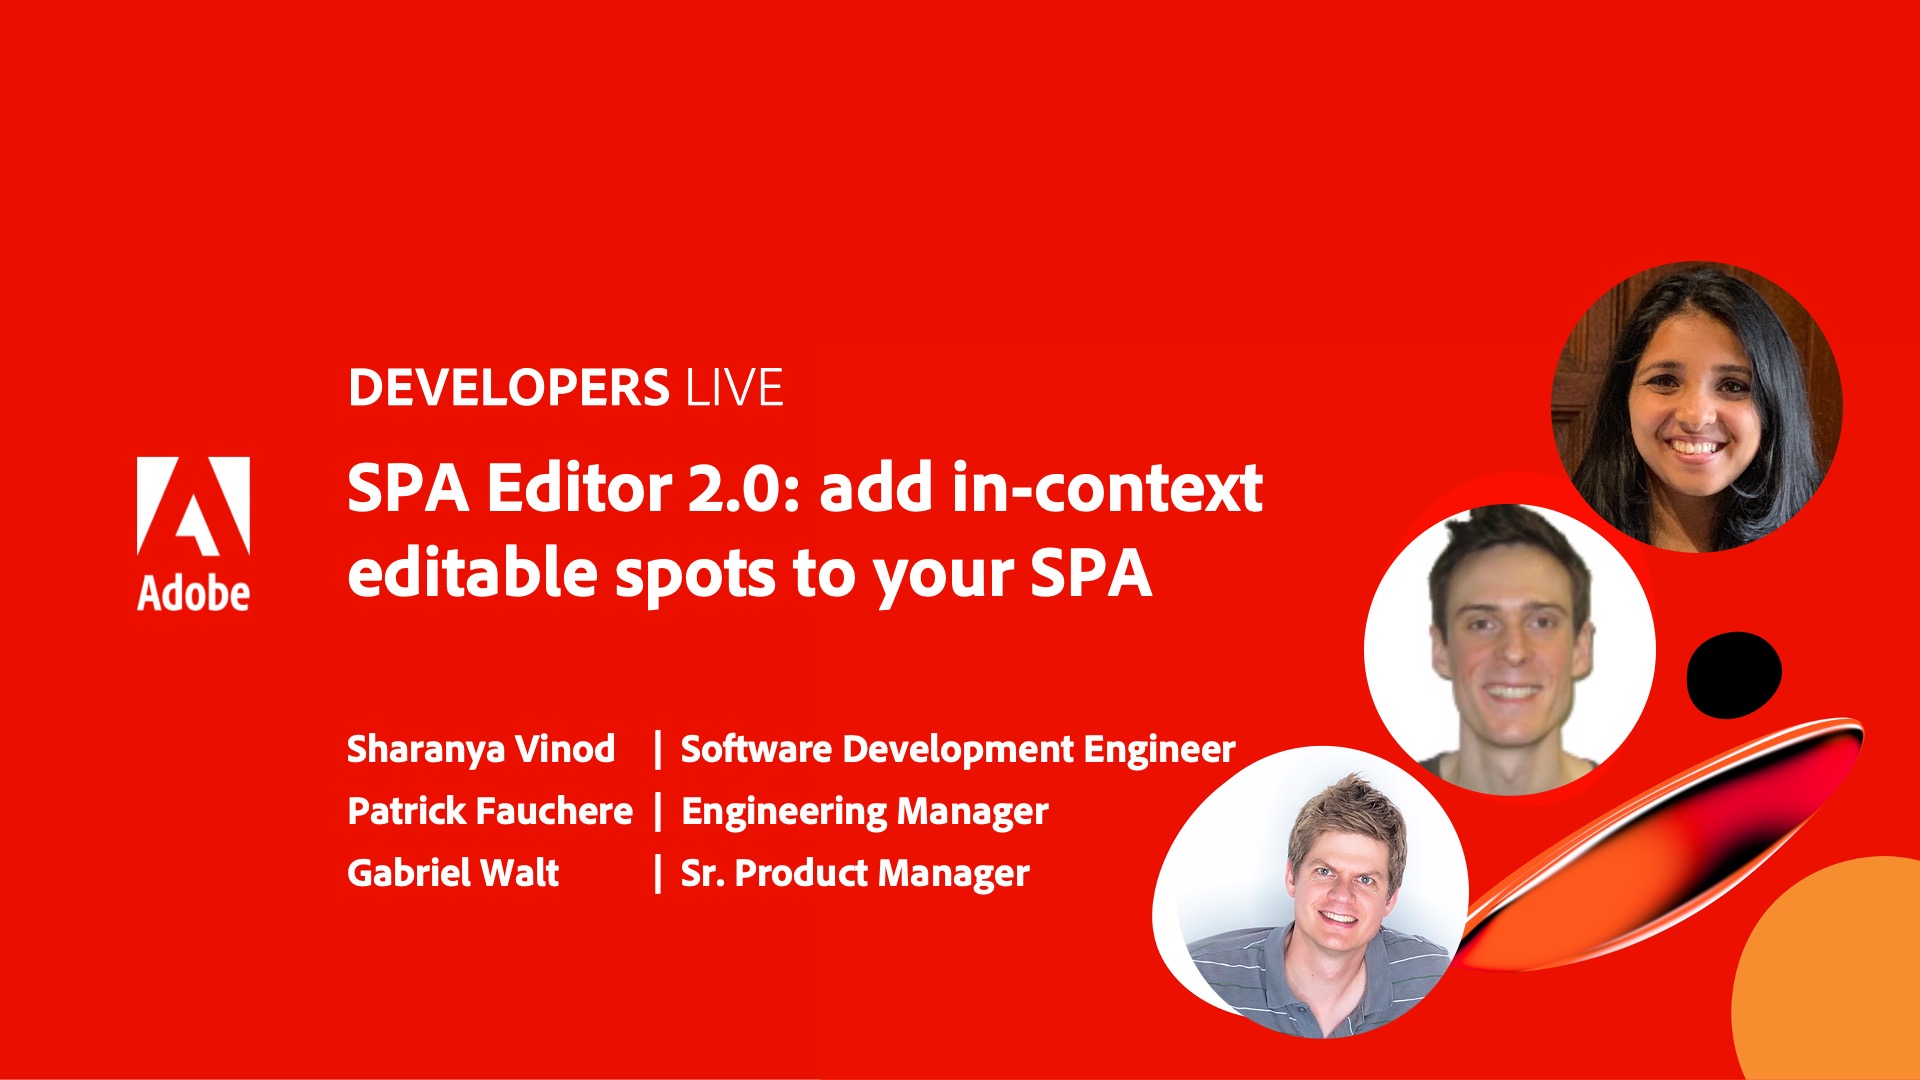 DEVELOPERS LIVE
SPA Editor 2.0: add in-context
editable spots to your SPA
Adobe
Sharanya Vinod | Software Development Engineer
Patrick Fauchere | Engineering Manager
Gabriel Walt | Sr. Product Manager